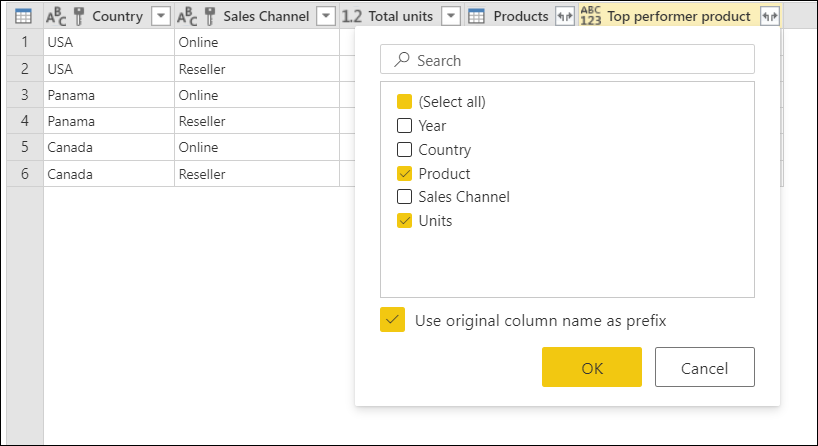 ABC Country ABC Sales Channel 1.2 Total units Products ABC 123 Top performer product
1 USA Online
2 USA Reseller
3 Panama Online
4 Panama Reseller
5 Canada Online
6 Canada Reseller
Search
(Select all)
Year
Country
Product
Sales Channel
Units
Use original column name as prefix
OK Cancel